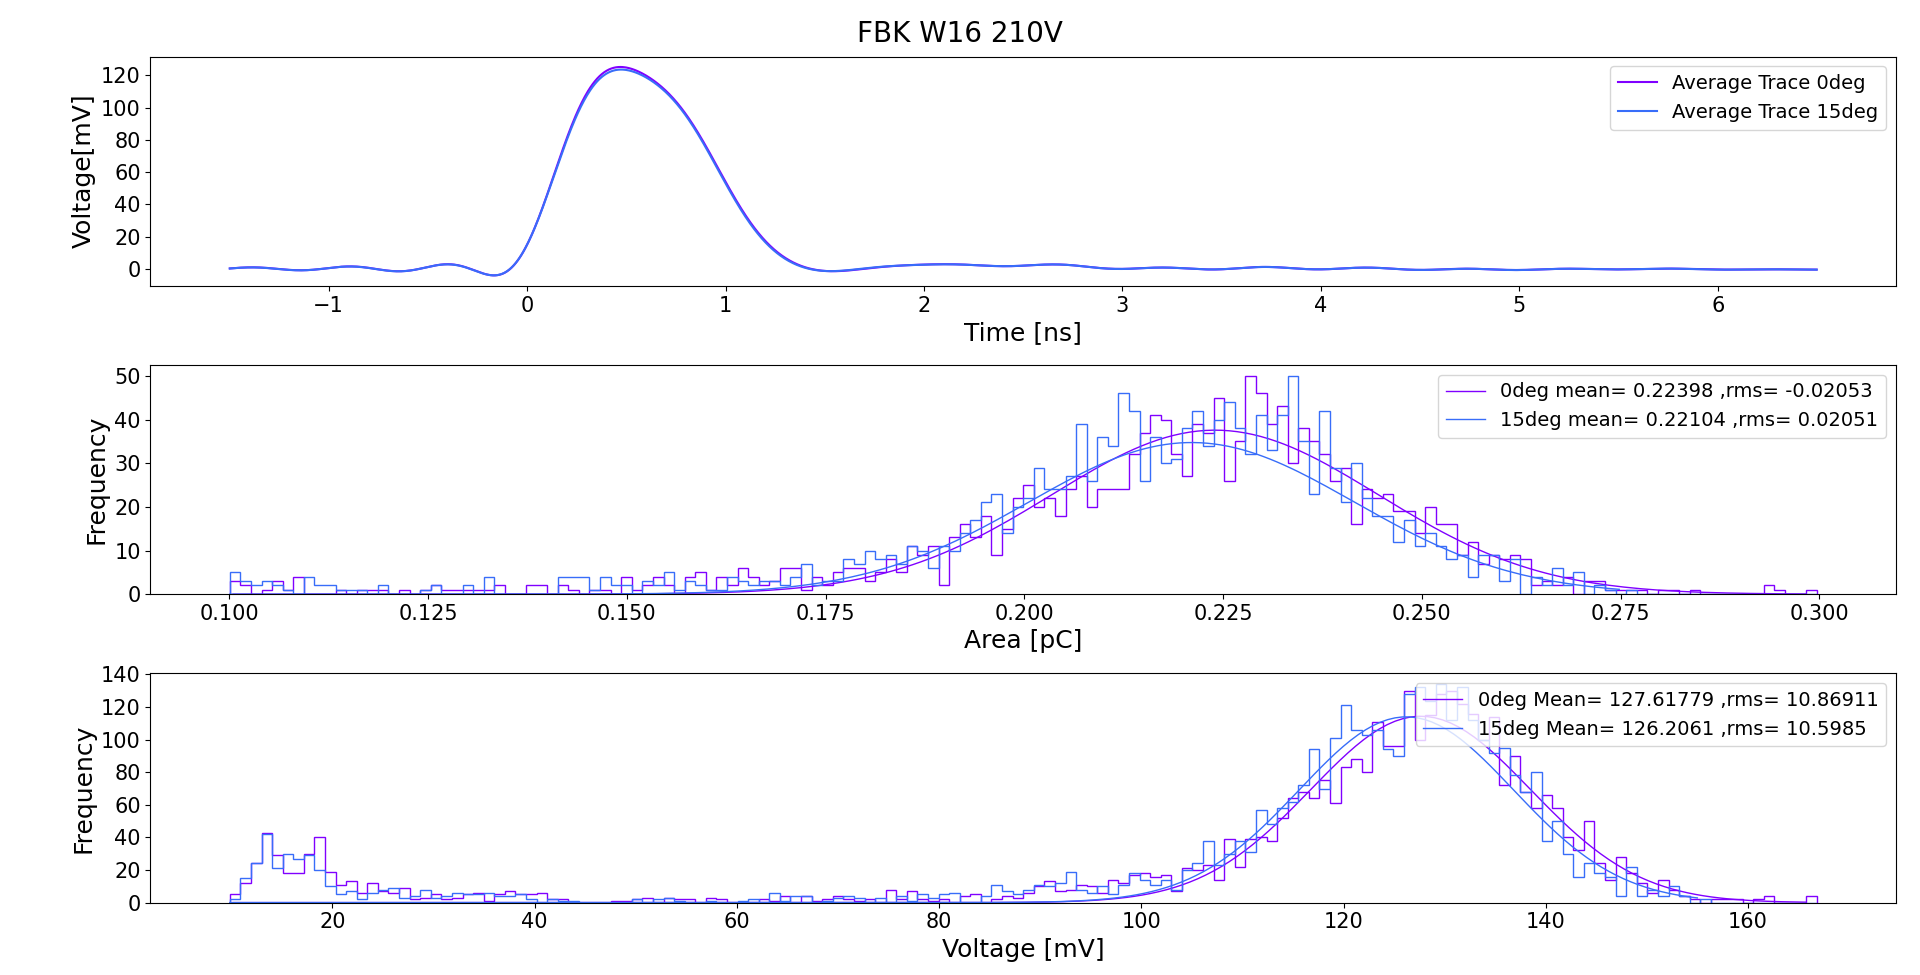 FBK W16 210V
Voltage[mV]
120
100
80
60
40
20
0
Average Trace 0deg
Average Trace 15deg
−1 0 1 2 3 4 5 6
Time [ns]
Frequency
50
40
30
20
10
0
0deg mean= 0.22398 ,rms= -0.02053
15deg mean= 0.22104 ,rms= 0.02051
0.100 0.125 0.150 0.175 0.200 0.225 0.250 0.275 0.300
Area [pC]
Frequency
140
120
100
80
60
40
20
0
0deg Mean= 127.61779 ,rms= 10.86911
15deg Mean= 126.2061 ,rms= 10.5985
20 40 60 80 100 120 140 160
Voltage [mV]